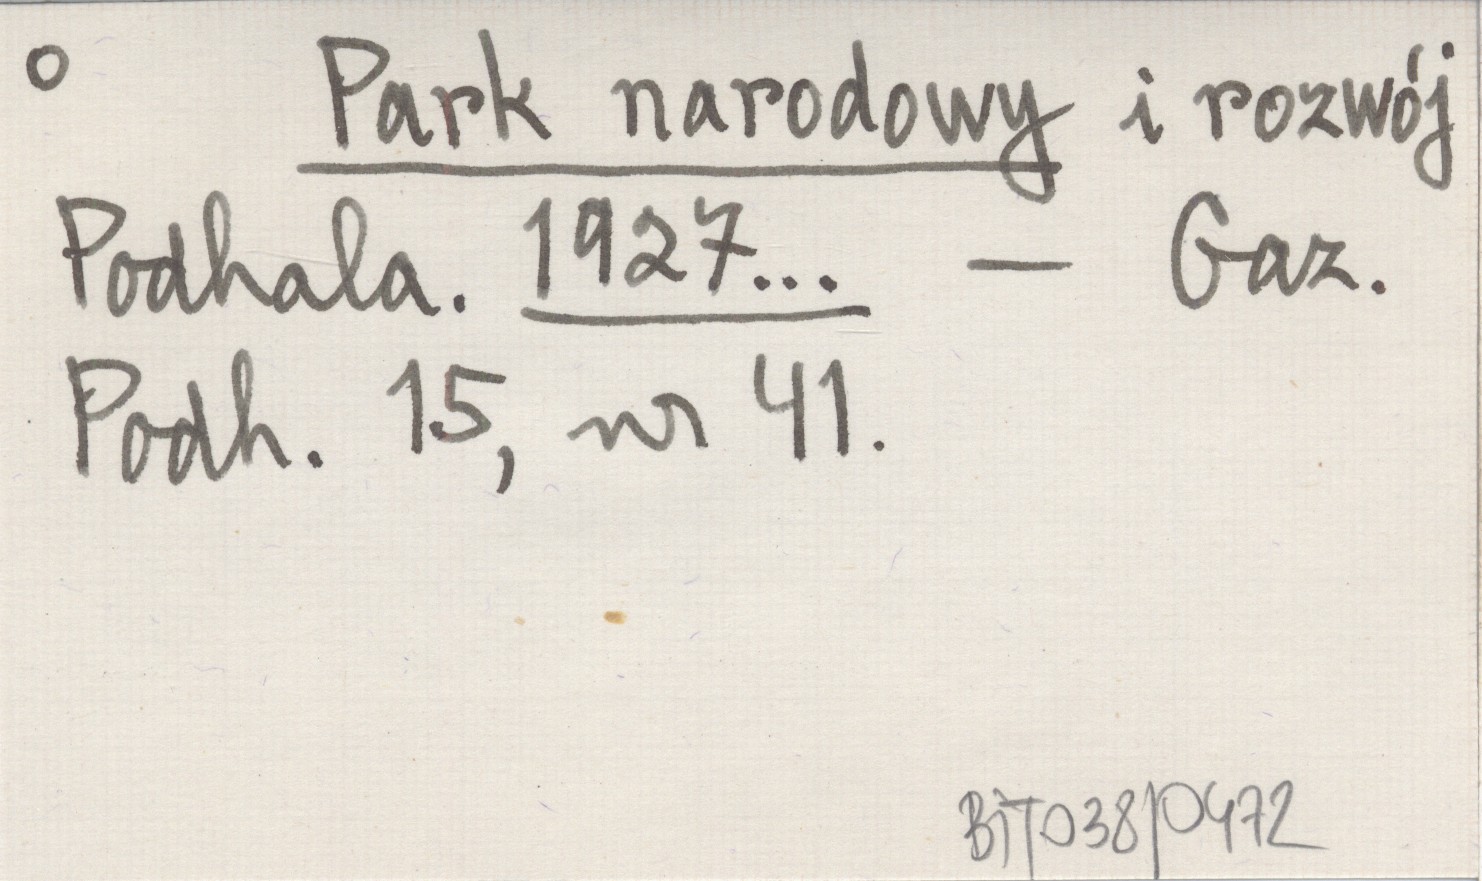 o Park narodowy i rozwój
Podhala. 1927... — Gaz.
Podh. 15, nr 41.
BiT038/0472